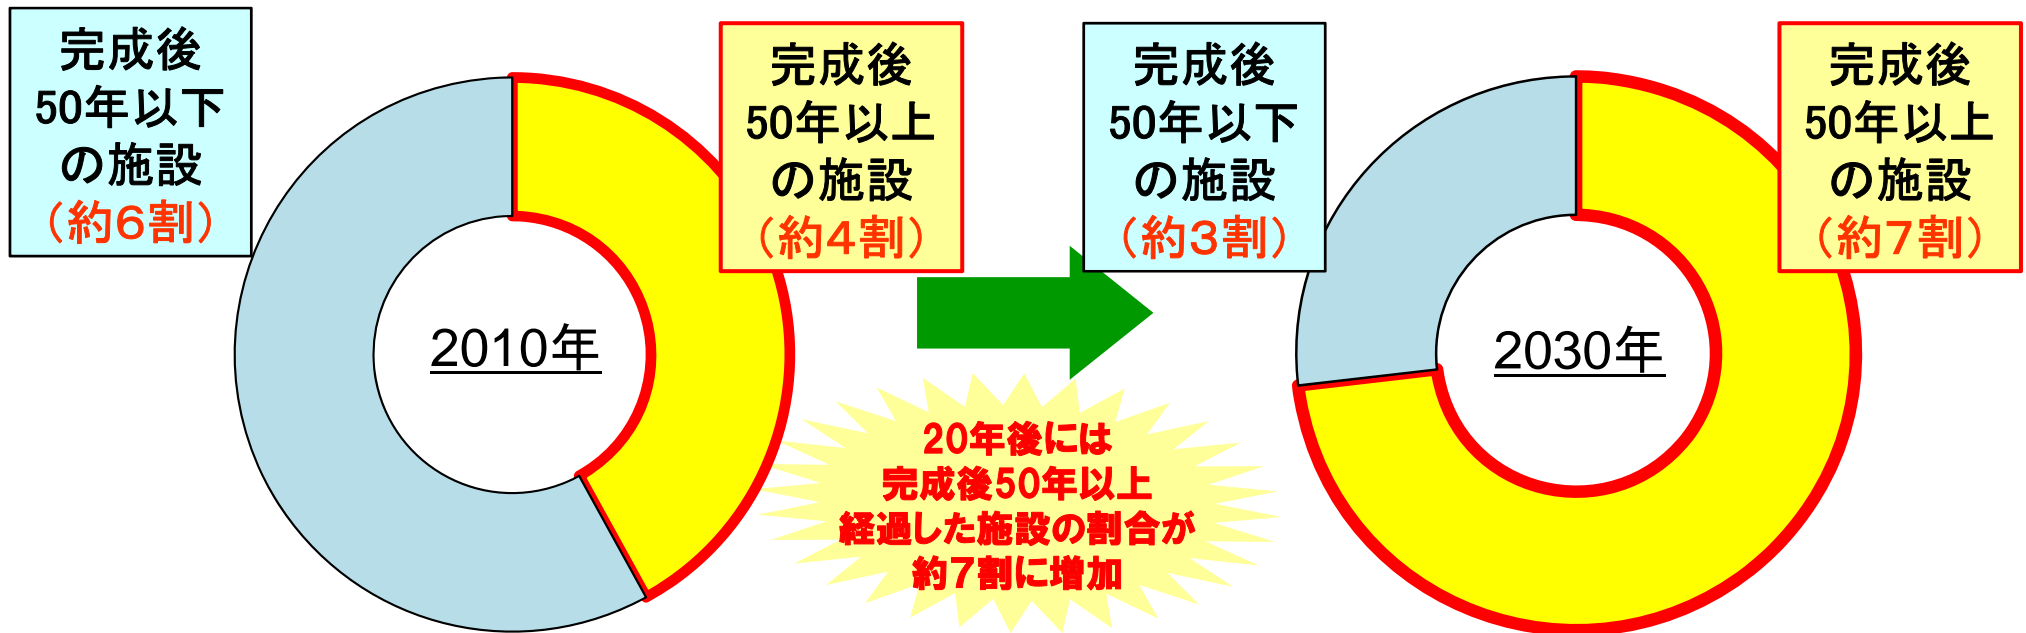 完成後
50年以下
の施設
（約６割）
2010年
完成後
50年以上
の施設
（約４割）
完成後
50年以下
の施設
（約３割）
2030年
完成後
50年以上
の施設
（約７割）
20年後には
完成後50年以上
経過した施設の割合が
約７割に増加